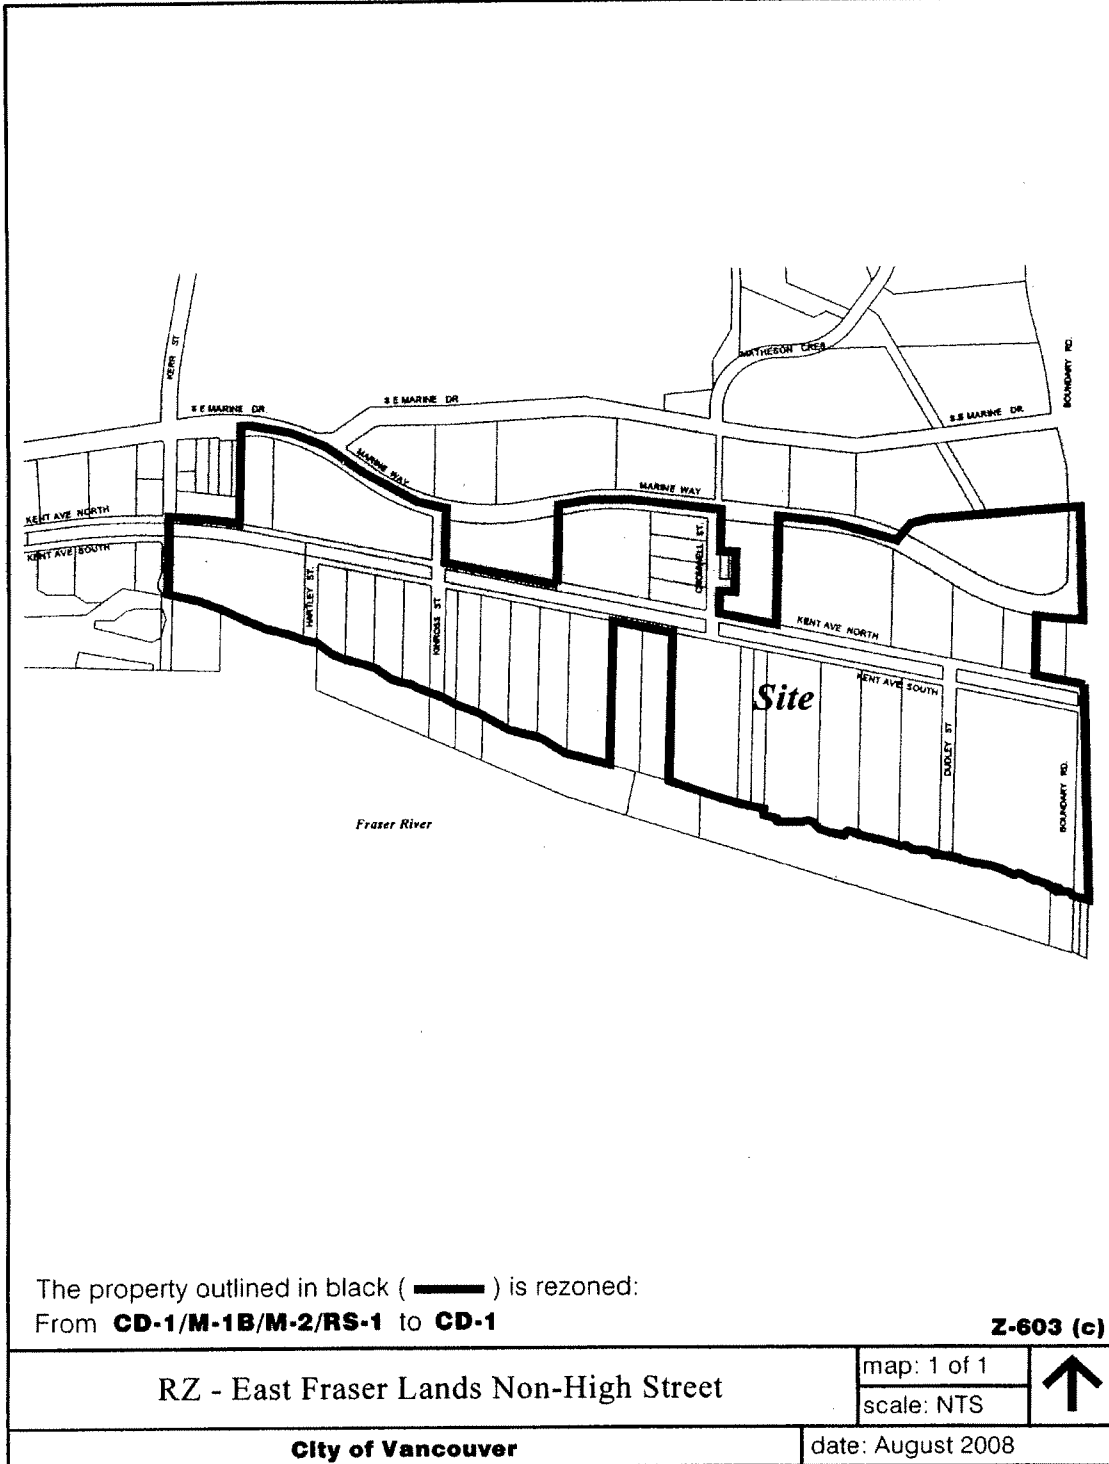 KERR ST
MATHESON CRES
BOUNDARY RD.
S E MARINE DR.
S E MARINE DR
S.E MARINE DR.
MARINE WAY
MARINE WAY
KENT AVE NORTH
KENT AVE SOUTH
CROMWELL ST.
HARTLEY ST.
KINROSS ST
KENT AVE NORTH
KENT AVE SOUTH
Site
DUDLEY ST
BOUNDARY RD.
Fraser River
The property outlined in black ( ) is rezoned:
From CD-1/M-1B/M-2/RS-1 to CD-1
Z-603 (c)
RZ - East Fraser Lands Non-High Street
map: 1 of 1
scale: NTS
City of Vancouver
date: August 2008